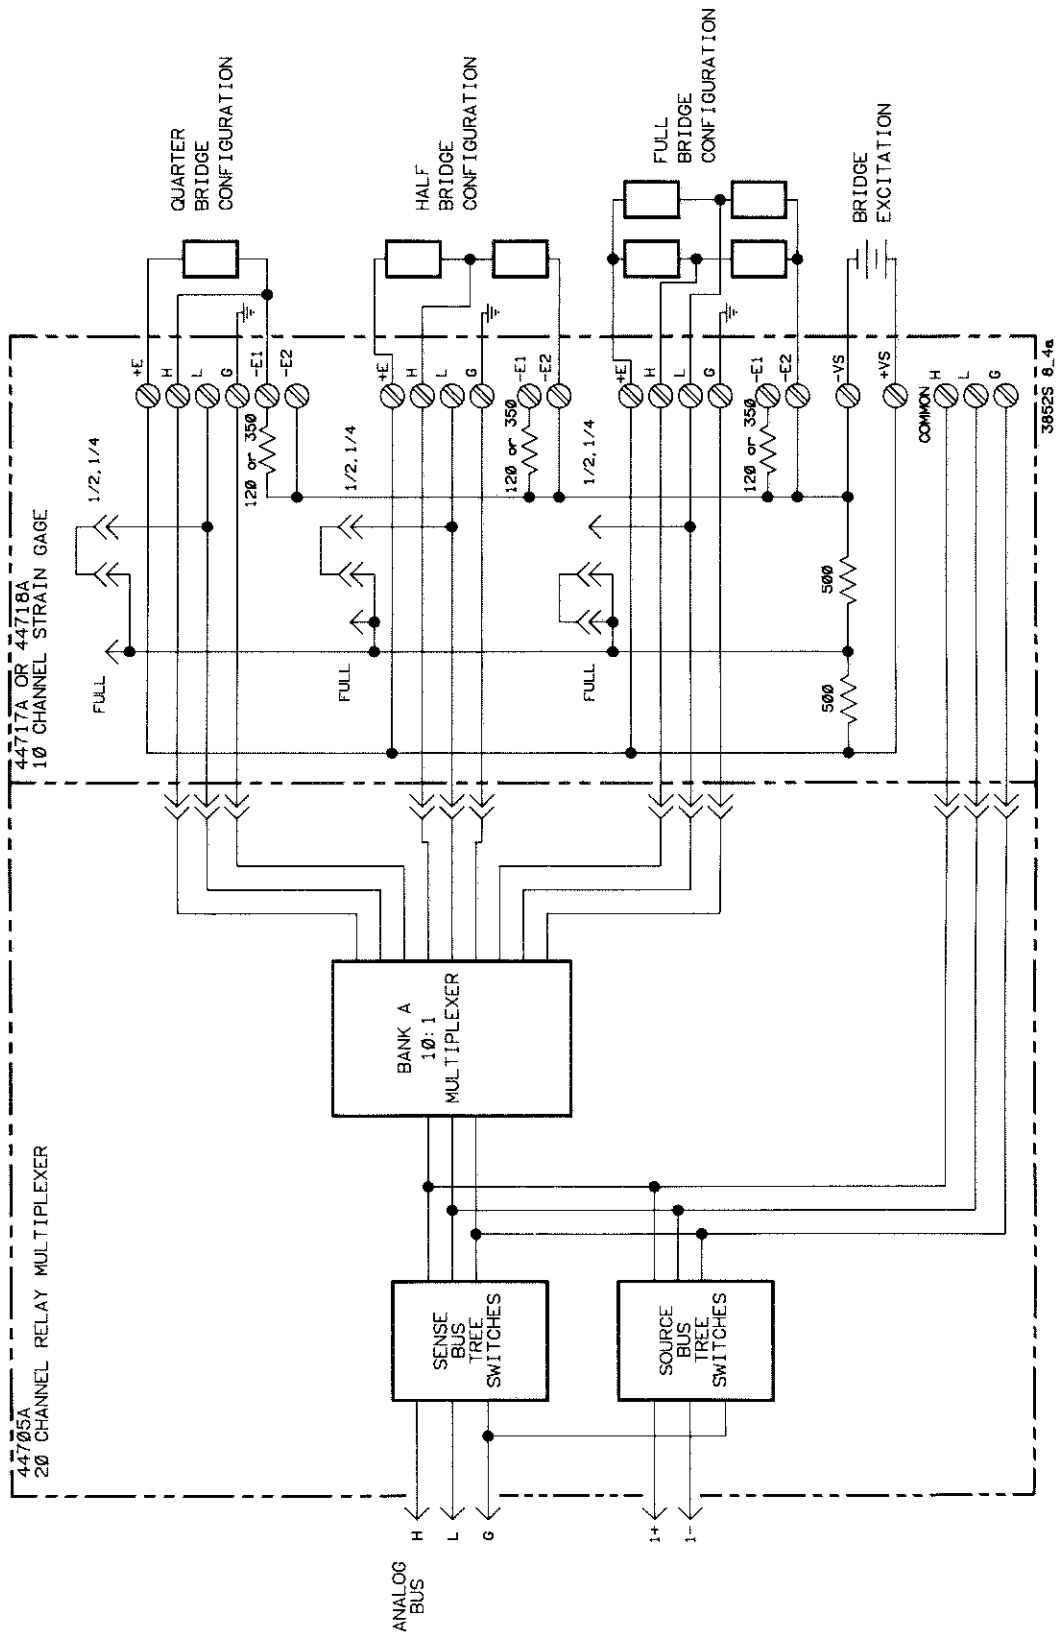 44705A
20 CHANNEL RELAY MULTIPLEXER
44717A OR 44718A
10 CHANNEL STRAIN GAGE
QUARTER
BRIDGE
CONFIGURATION
HALF
BRIDGE
CONFIGURATION
FULL
BRIDGE
CONFIGURATION
BRIDGE
EXCITATION
FULL
1/2, 1/4
+E
H
L
G
120 or 350
-E1
-E2
FULL
1/2, 1/4
+E
H
L
G
120 or 350
-E1
-E2
FULL
1/2, 1/4
+E
H
L
G
120 or 350
-E1
-E2
500
500
-VS
+VS
COMMON
H
L
G
BANK A
10:1
MULTIPLEXER
SENSE
BUS
TREE
SWITCHES
SOURCE
BUS
TREE
SWITCHES
ANALOG
BUS
H
L
G
1+
1-
3852S 8_4a